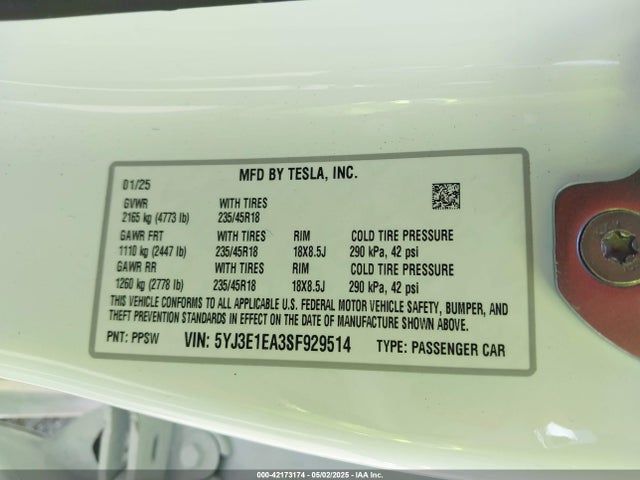 01/25 MFD BY TESLA, INC.
GVWR WITH TIRES
2165 kg (4773 lb) 235/45R18
GAWR FRT WITH TIRES RIM COLD TIRE PRESSURE
1110 kg (2447 lb) 235/45R18 18X8.5J 290 kPa, 42 psi
GAWR RR WITH TIRES RIM COLD TIRE PRESSURE
1260 kg (2778 lb) 235/45R18 18X8.5J 290 kPa, 42 psi
THIS VEHICLE CONFORMS TO ALL APPLICABLE U.S. FEDERAL MOTOR VEHICLE SAFETY, BUMPER, AND
THEFT PREVENTION STANDARDS IN EFFECT ON THE DATE OF MANUFACTURE SHOWN ABOVE.
PNT: PPSW VIN: 5YJ3E1EA3SF929514 TYPE: PASSENGER CAR
000-42173174 - 05/02/2025 - COPYRIGHT © IAA, INC.